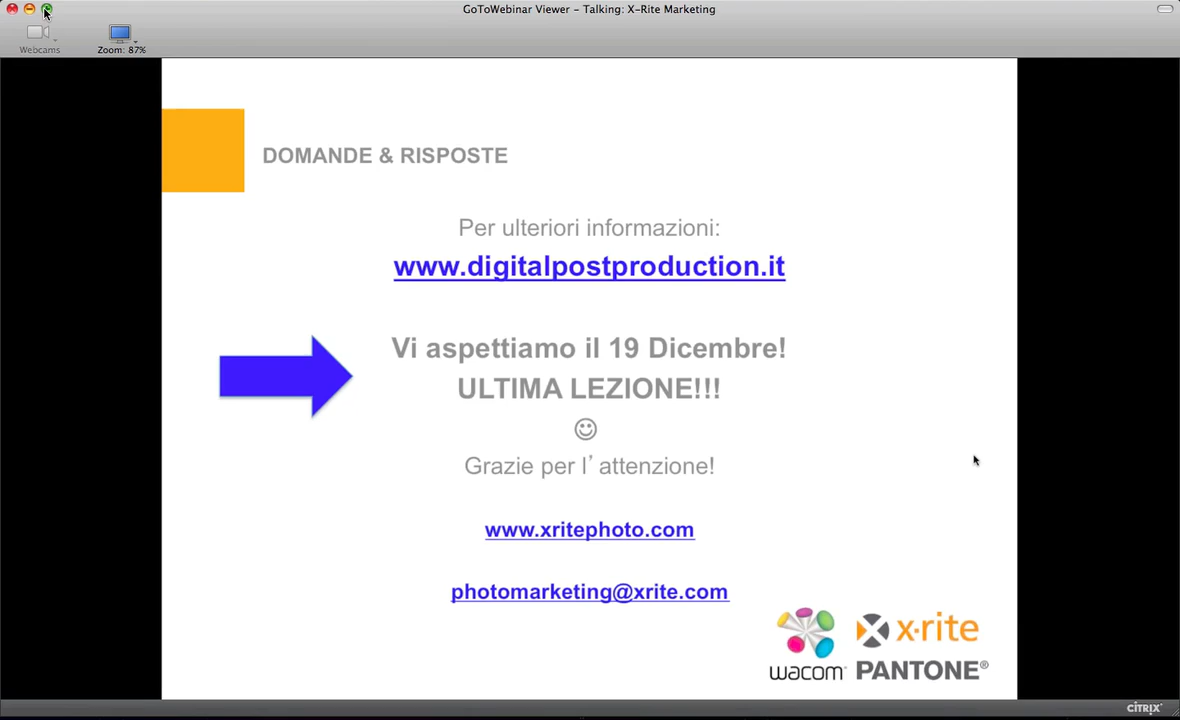 GoToWebinar Viewer - Talking: X-Rite Marketing
Webcams
Zoom: 87%
DOMANDE & RISPOSTE
Per ulteriori informazioni:
www.digitalpostproduction.it
Vi aspettiamo il 19 Dicembre!
ULTIMA LEZIONE!!!
☺
Grazie per l’attenzione!
www.xritephoto.com
photomarketing@xrite.com
wacom
x·rite
PANTONE®
CITRIX